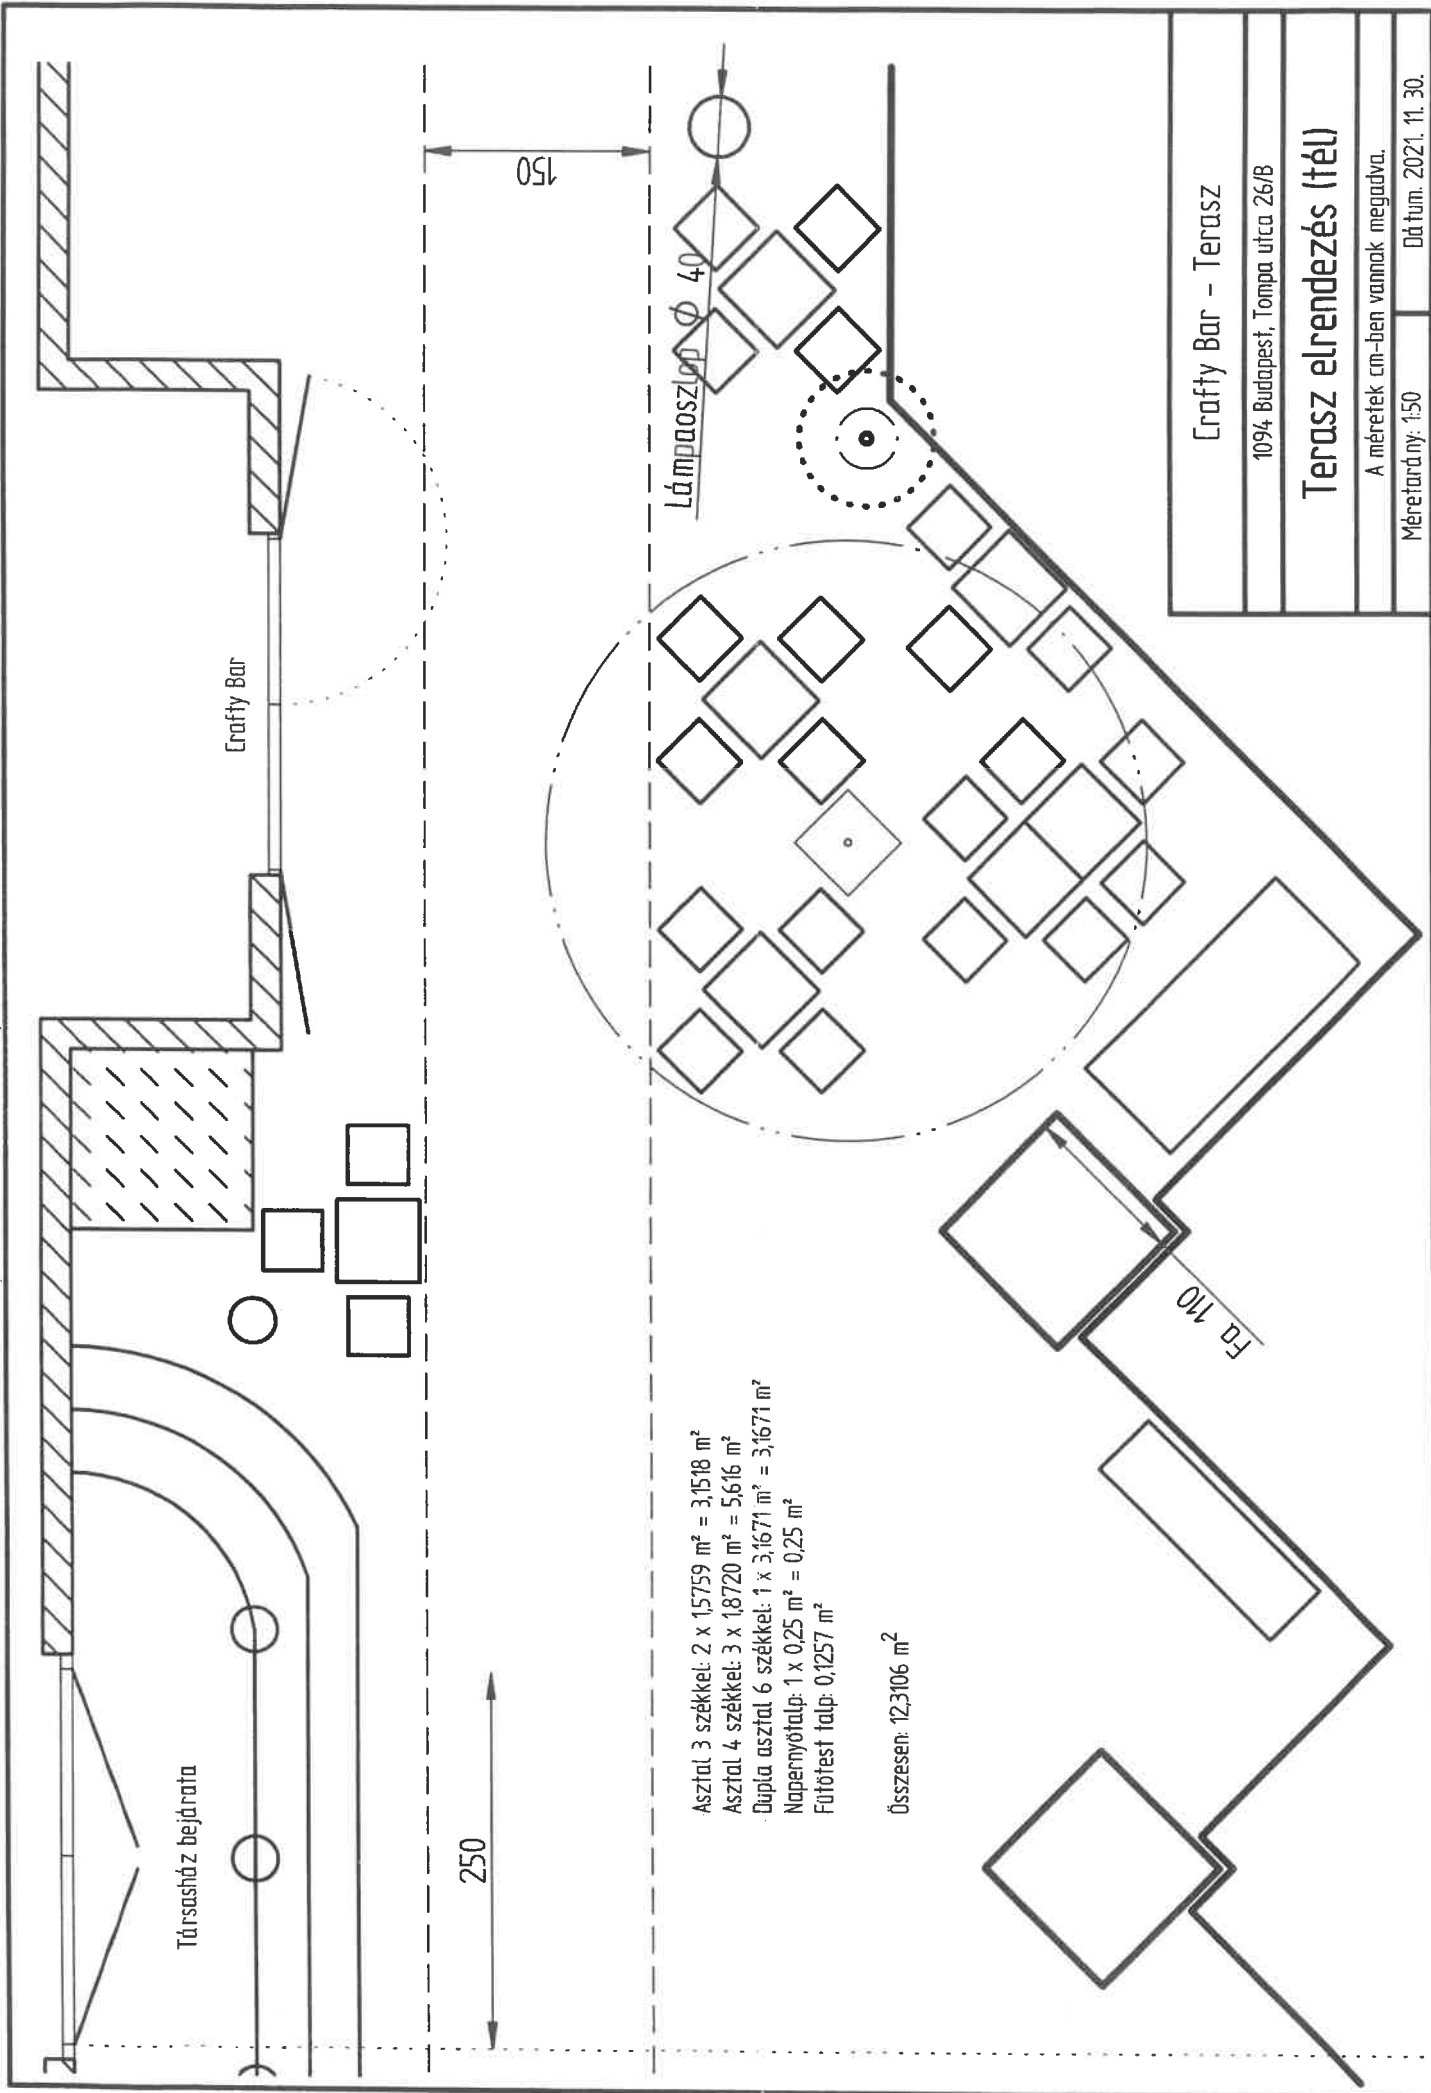 Crafty Bar
150
Lámpaoszlop Ø 40
Társasház bejárata
250
Asztal 3 székkel: 2 x 1,5759 m² = 3,1518 m²
Asztal 4 székkel: 3 x 1,8720 m² = 5,616 m²
Dupla asztal 6 székkel: 1 x 3,1671 m² = 3,1671 m²
Napernyőtalp: 1 x 0,25 m² = 0,25 m²
Fűtőtest talp: 0,1257 m²
Összesen: 12,3106 m²
Fa 110
Crafty Bar - Terasz
1094 Budapest, Tompa utca 26/B
Terasz elrendezés (tél)
A méretek cm-ben vannak megadva.
Méretarány: 1:50
Dátum. 2021. 11. 30.